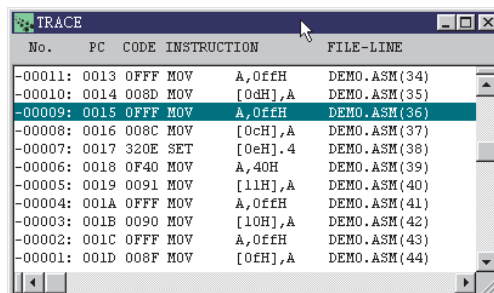 TRACE
No. PC CODE INSTRUCTION FILE-LINE
-00011: 0013 0FFF MOV A,0ffH DEMO.ASM(34)
-00010: 0014 008D MOV [0dH],A DEMO.ASM(35)
-00009: 0015 0FFF MOV A,0ffH DEMO.ASM(36)
-00008: 0016 008C MOV [0cH],A DEMO.ASM(37)
-00007: 0017 320E SET [0eH].4 DEMO.ASM(38)
-00006: 0018 0F40 MOV A,40H DEMO.ASM(39)
-00005: 0019 0091 MOV [11H],A DEMO.ASM(40)
-00004: 001A 0FFF MOV A,0ffH DEMO.ASM(41)
-00003: 001B 0090 MOV [10H],A DEMO.ASM(42)
-00002: 001C 0FFF MOV A,0ffH DEMO.ASM(43)
-00001: 001D 008F MOV [0fH],A DEMO.ASM(44)